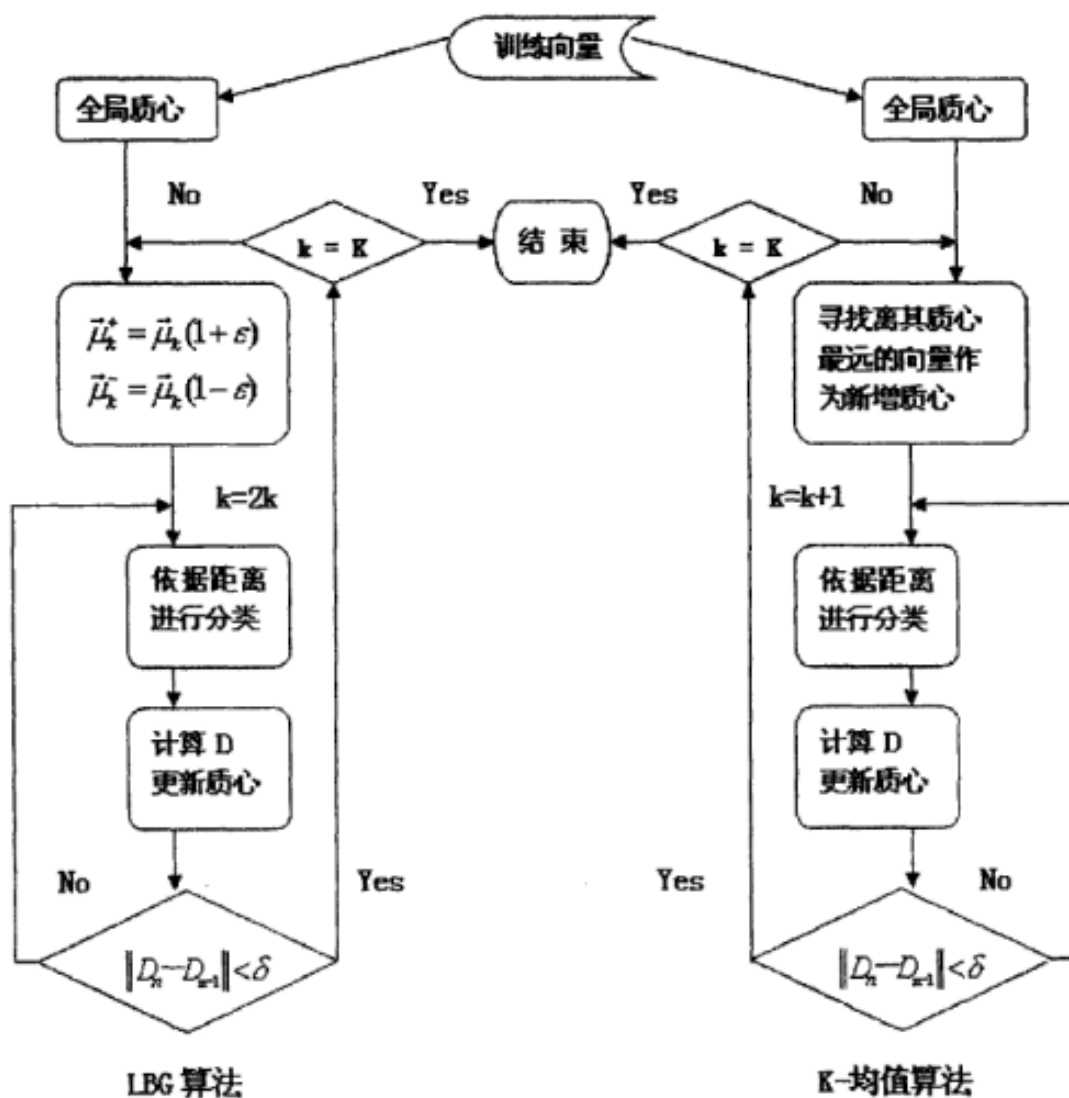 训练向量
全局质心
全局质心
No
Yes
Yes
No
k = K
结 束
k = K
μ⃗ₖ⁺ = μ⃗ₖ(1+ε)
μ⃗ₖ⁻ = μ⃗ₖ(1−ε)
寻找离其质心
最远的向量作
为新增质心
k=2k
k=k+1
依据距离
进行分类
依据距离
进行分类
计算 D
更新质心
计算 D
更新质心
No
Yes
Yes
No
‖Dₙ—Dₙ₋₁‖<δ
‖Dₙ—Dₙ₋₁‖<δ
LBG 算法
K-均值算法